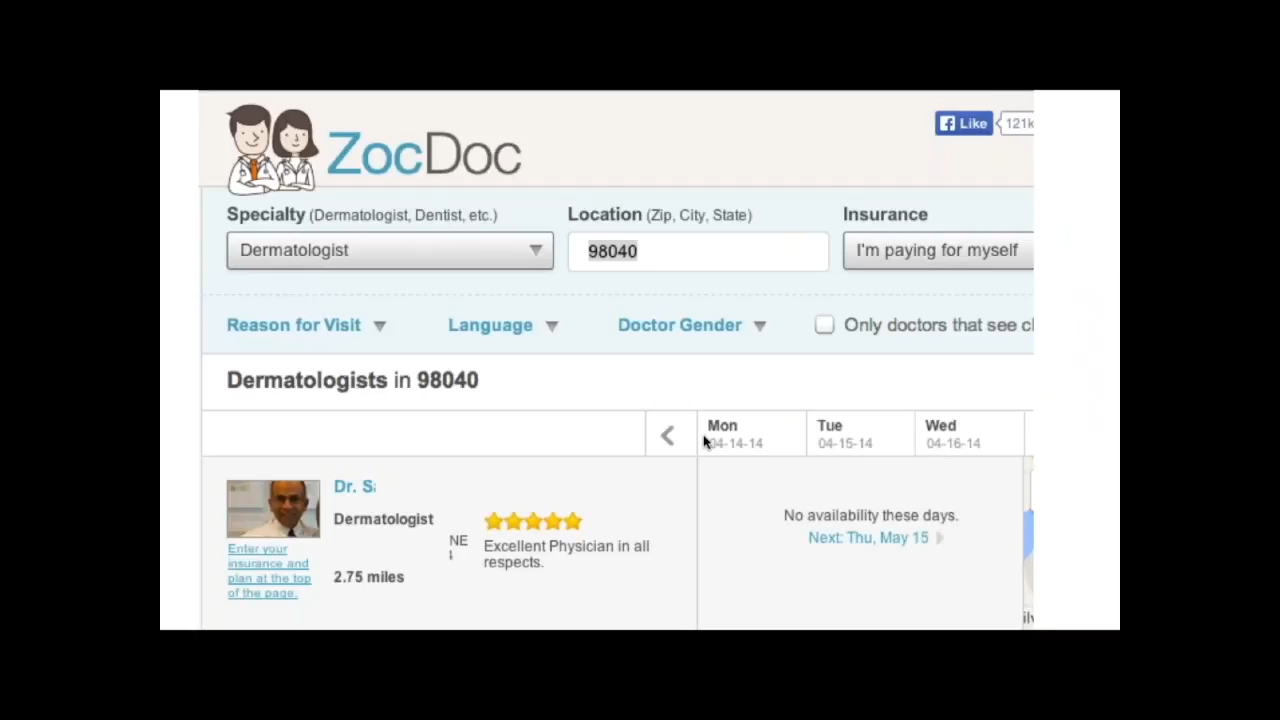 ZocDoc
Like 121k
Specialty (Dermatologist, Dentist, etc.)
Location (Zip, City, State)
Insurance
Dermatologist
98040
I'm paying for myself
Reason for Visit
Language
Doctor Gender
Only doctors that see
Dermatologists in 98040
Mon
04-14-14
Tue
04-15-14
Wed
04-16-14
Dr.
Dermatologist
NE
2.75 miles
Enter your
insurance and
plan at the top
of the page.
Excellent Physician in all
respects.
No availability these days.
Next: Thu, May 15